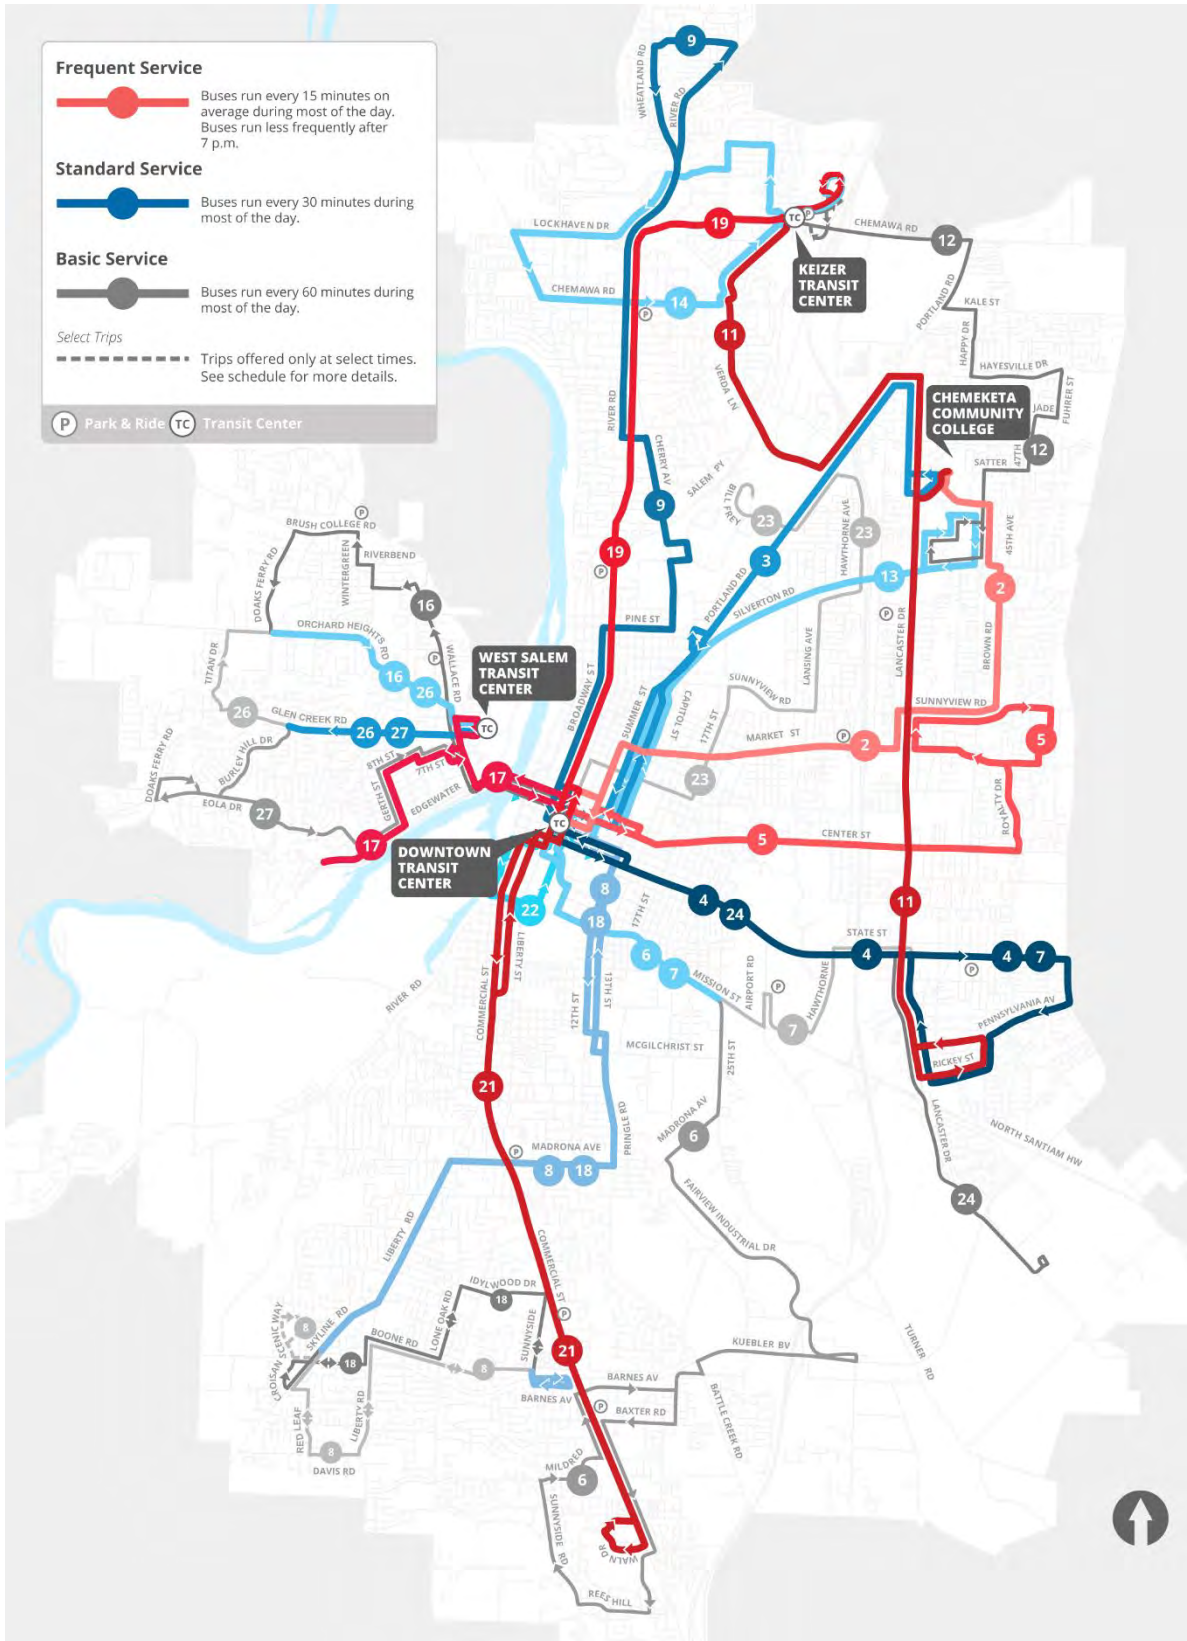 Frequent Service
Buses run every 15 minutes on
average during most of the day.
Buses run less frequently after
7 p.m.
Standard Service
Buses run every 30 minutes during
most of the day.
Basic Service
Buses run every 60 minutes during
most of the day.
Select Trips
Trips offered only at select times.
See schedule for more details.
P Park & Ride TC Transit Center
9
WHEATLAND RD
RIVER RD
LOCKHAVEN DR
19
TC P
CHEMAWA RD
12
KEIZER
TRANSIT
CENTER
CHEMAWA RD
14
P
PORTLAND RD
KALE ST
11
HAPPY DR
HAYESVILLE DR
VERDA LN
FUHRER ST
CHEMEKETA
COMMUNITY
COLLEGE
JADE
RIVER RD
CHERRY AV
47TH
12
SATTER
SALEM PY
BILL FREY
9
23
HAWTHORNE AVE
23
P
BRUSH COLLEGE RD
RIVERBEND
WINTERGREEN
DOAKS FERRY RD
19
P
3
45TH AVE
PORTLAND RD
SILVERTON RD
13
2
16
P
LANCASTER DR
PINE ST
ORCHARD HEIGHTS RD
TITAN DR
WALLACE RD
P
LANSING AVE
BROWN RD
WEST SALEM
TRANSIT
CENTER
16
26
BROADWAY ST
SUMMER ST
CAPITOL ST
SUNNYVIEW RD
SUNNYVIEW RD
26
GLEN CREEK RD
26
27
TC
17TH ST
MARKET ST
P
2
5
DOAKS FERRY RD
BURLEY HILL DR
8TH ST
7TH ST
17
23
GERTH ST
EDGEWATER
EOLA DR
27
ROYALTY DR
TC
17
5
CENTER ST
DOWNTOWN
TRANSIT
CENTER
8
22
18
17TH ST
4
24
11
LIBERTY ST
STATE ST
6
4
4
7
7
P
MISSION ST
AIRPORT RD
P
HAWTHORNE
RIVER RD
COMMERCIAL ST
12TH ST
13TH ST
7
PENNSYLVANIA AV
MCGILCHRIST ST
25TH ST
RICKEY ST
21
MADRONA AV
PRINGLE RD
LANCASTER DR
NORTH SANTIAM HW
P
MADRONA AVE
6
8
18
FAIRVIEW INDUSTRIAL DR
24
LIBERTY RD
COMMERCIAL ST
IDYLWOOD DR
18
P
CROISAN SCENIC WAY
8
SKYLINE RD
BOONE RD
LONE OAK RD
SUNNYSIDE
TURNER RD
KUEBLER BV
21
18
8
BARNES AV
BARNES AV
P
BAXTER RD
BATTLE CREEK RD
RED LEAF
LIBERTY RD
8
DAVIS RD
MILDRED
6
SUNNYSIDE RD
WALN DR
REES HILL